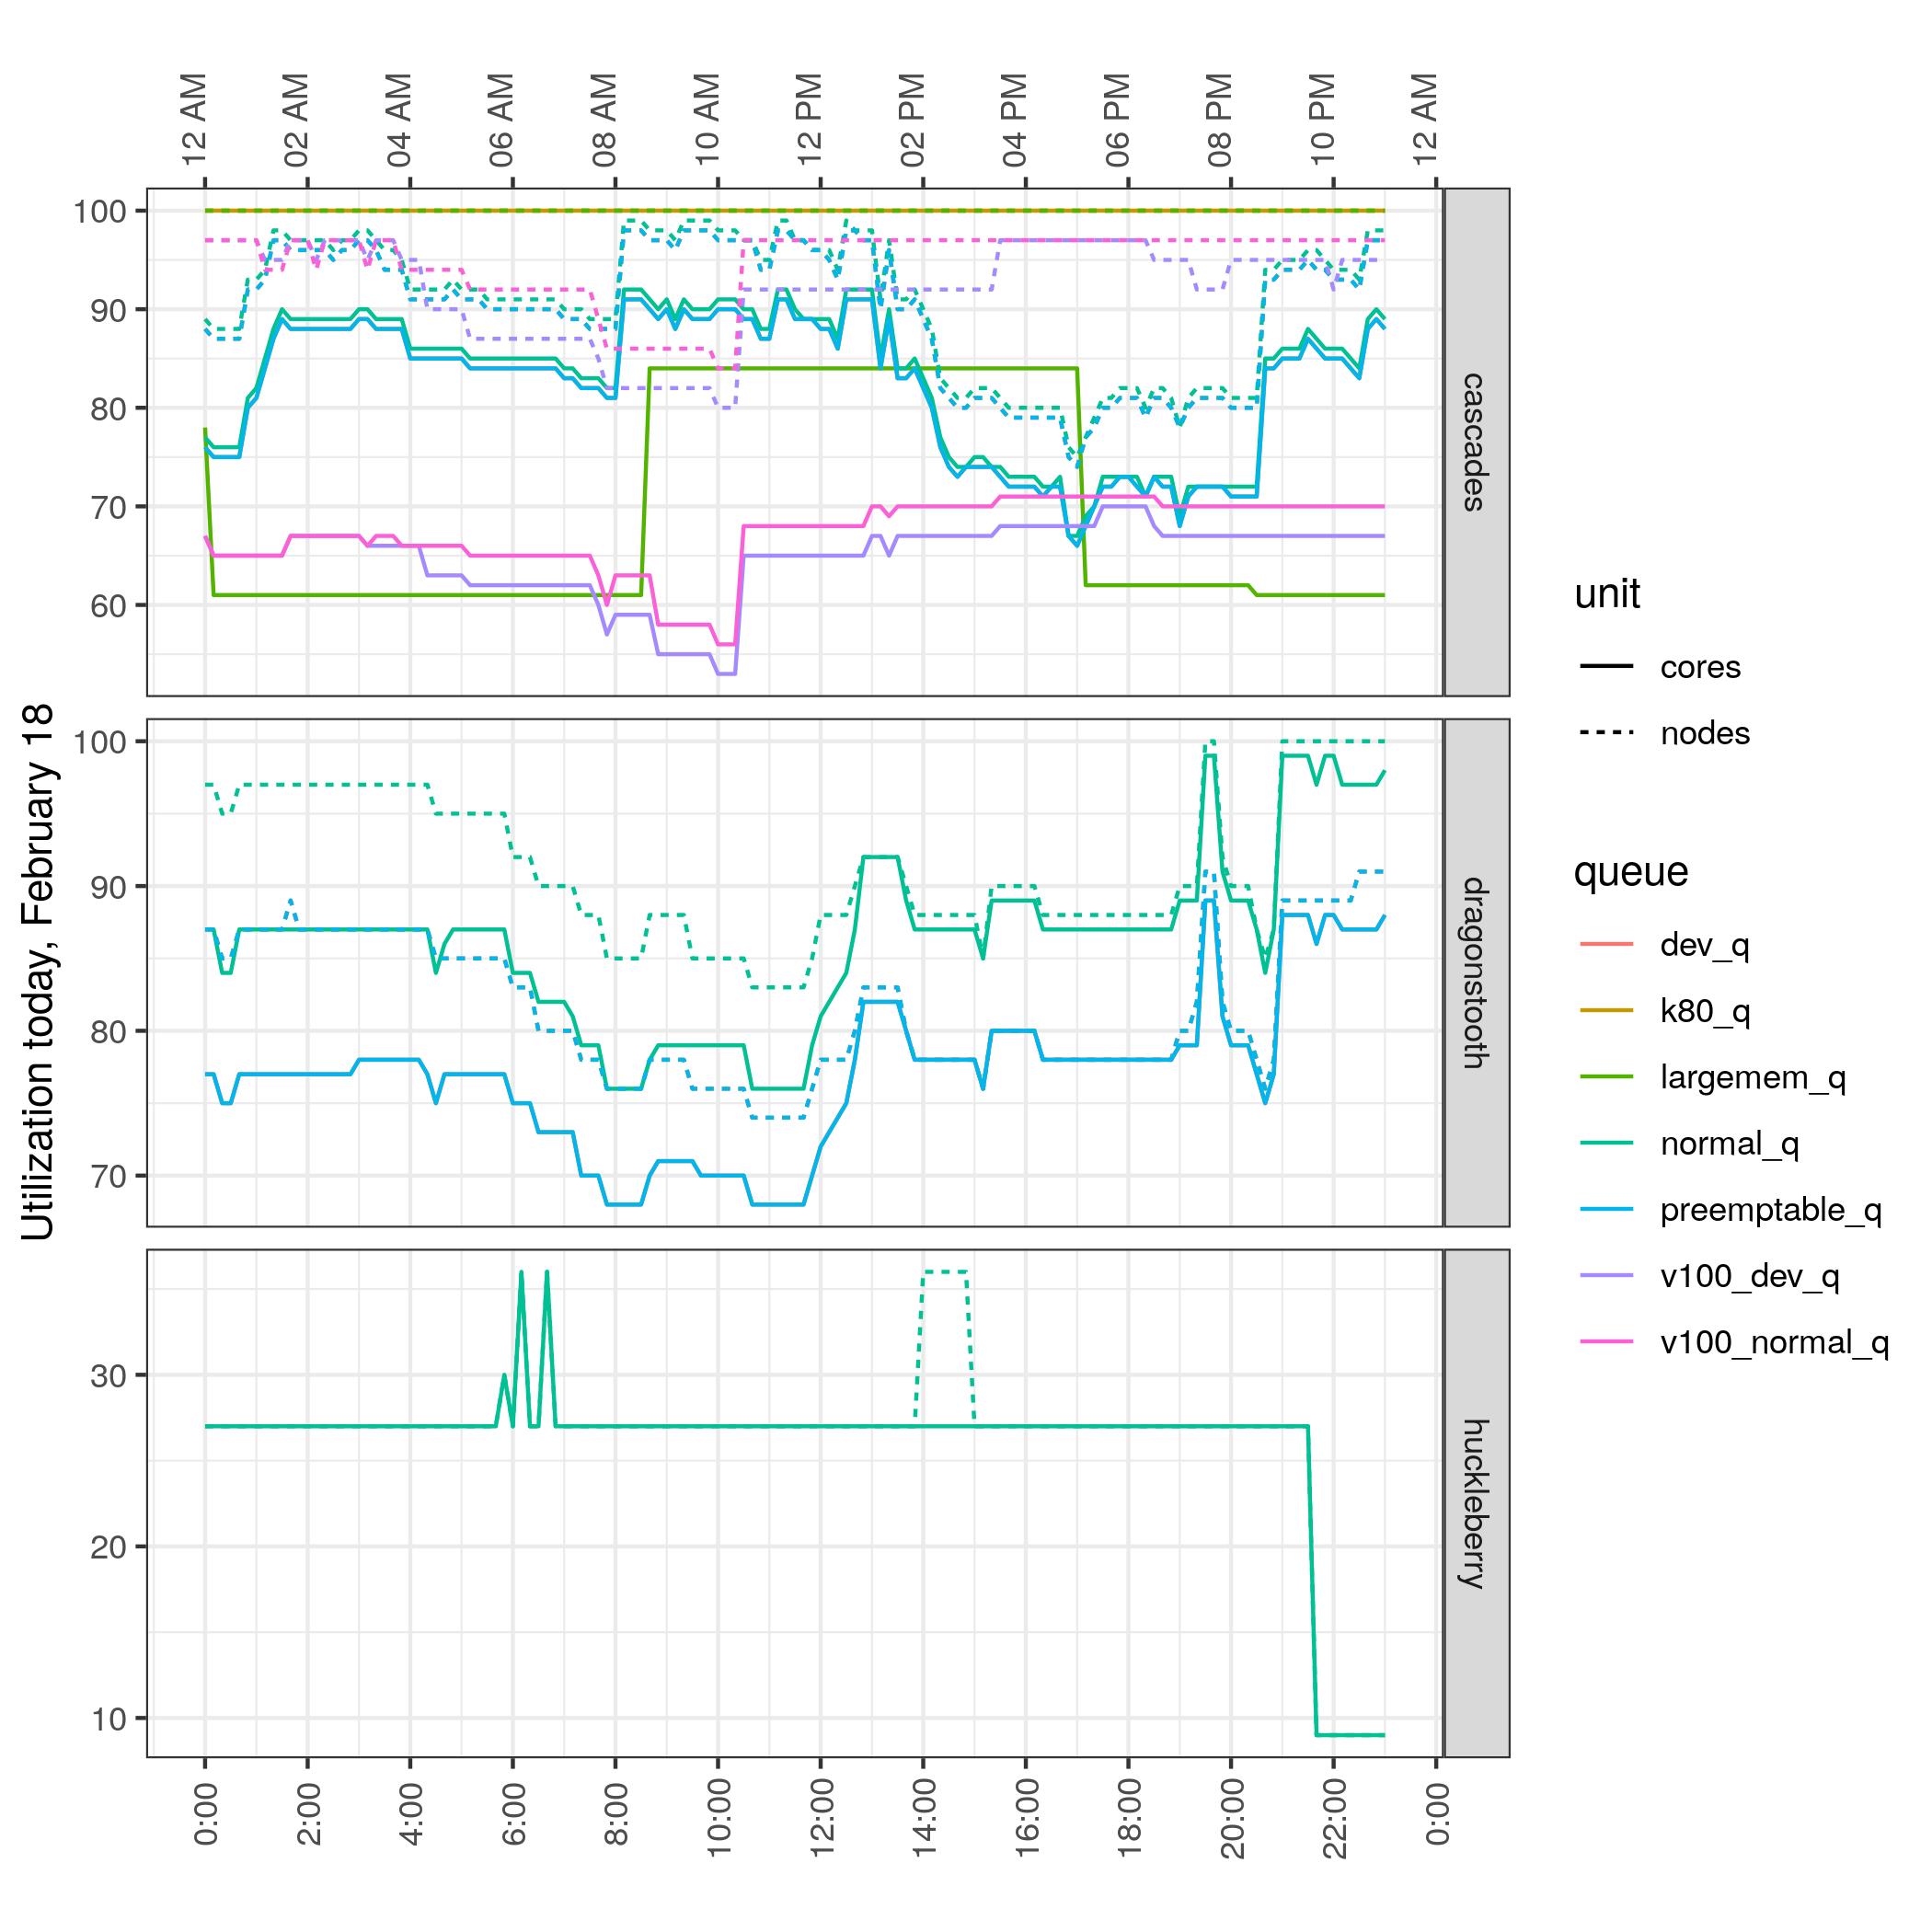 12 AM
02 AM
04 AM
06 AM
08 AM
10 AM
12 PM
02 PM
04 PM
06 PM
08 PM
10 PM
12 AM
Utilization today, February 18
100
90
80
70
60
cascades
100
90
80
70
dragonstooth
30
20
10
huckleberry
0:00
2:00
4:00
6:00
8:00
10:00
12:00
14:00
16:00
18:00
20:00
22:00
0:00
unit
cores
nodes
queue
dev_q
k80_q
largemem_q
normal_q
preemptable_q
v100_dev_q
v100_normal_q